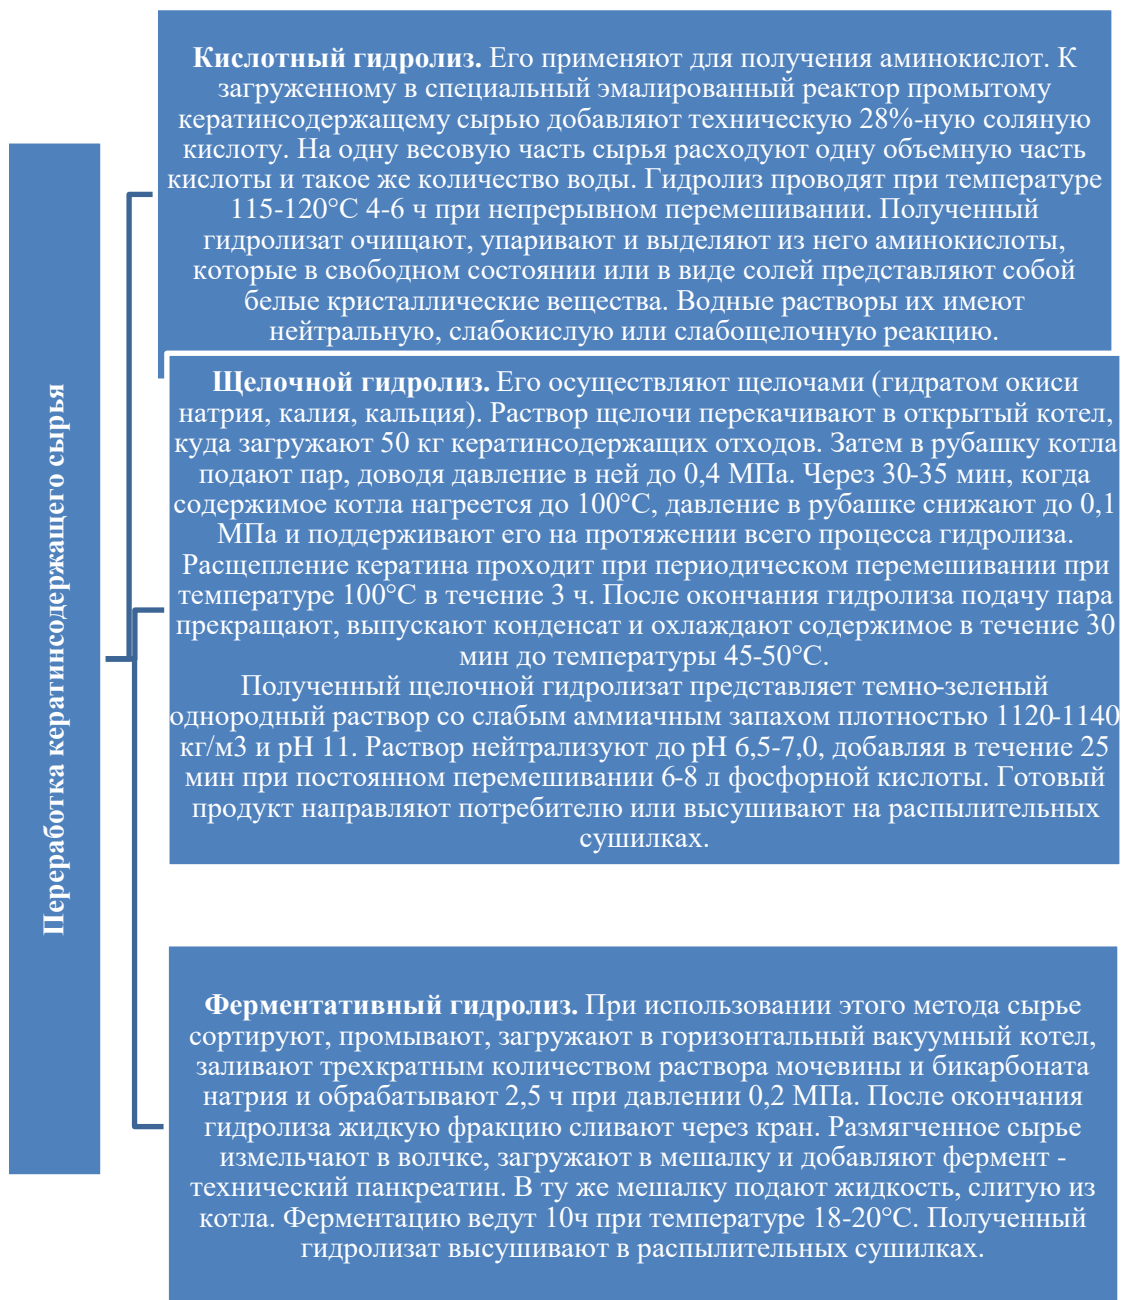 Переработка кератинсодержащего сырья
Кислотный гидролиз. Его применяют для получения аминокислот. К
загруженному в специальный эмалированный реактор промытому
кератинсодержащему сырью добавляют техническую 28%-ную соляную
кислоту. На одну весовую часть сырья расходуют одну объемную часть
кислоты и такое же количество воды. Гидролиз проводят при температуре
115-120°С 4-6 ч при непрерывном перемешивании. Полученный
гидролизат очищают, упаривают и выделяют из него аминокислоты,
которые в свободном состоянии или в виде солей представляют собой
белые кристаллические вещества. Водные растворы их имеют
нейтральную, слабокислую или слабощелочную реакцию.
Щелочной гидролиз. Его осуществляют щелочами (гидратом окиси
натрия, калия, кальция). Раствор щелочи перекачивают в открытый котел,
куда загружают 50 кг кератинсодержащих отходов. Затем в рубашку котла
подают пар, доводя давление в ней до 0,4 МПа. Через 30-35 мин, когда
содержимое котла нагреется до 100°С, давление в рубашке снижают до 0,1
МПа и поддерживают его на протяжении всего процесса гидролиза.
Расщепление кератина проходит при периодическом перемешивании при
температуре 100°С в течение 3 ч. После окончания гидролиза подачу пара
прекращают, выпускают конденсат и охлаждают содержимое в течение 30
мин до температуры 45-50°С.
Полученный щелочной гидролизат представляет темно-зеленый
однородный раствор со слабым аммиачным запахом плотностью 1120-1140
кг/м3 и рН 11. Раствор нейтрализуют до рН 6,5-7,0, добавляя в течение 25
мин при постоянном перемешивании 6-8 л фосфорной кислоты. Готовый
продукт направляют потребителю или высушивают на распылительных
сушилках.
Ферментативный гидролиз. При использовании этого метода сырье
сортируют, промывают, загружают в горизонтальный вакуумный котел,
заливают трехкратным количеством раствора мочевины и бикарбоната
натрия и обрабатывают 2,5 ч при давлении 0,2 МПа. После окончания
гидролиза жидкую фракцию сливают через кран. Размягченное сырье
измельчают в волчке, загружают в мешалку и добавляют фермент -
технический панкреатин. В ту же мешалку подают жидкость, слитую из
котла. Ферментацию ведут 10ч при температуре 18-20°С. Полученный
гидролизат высушивают в распылительных сушилках.